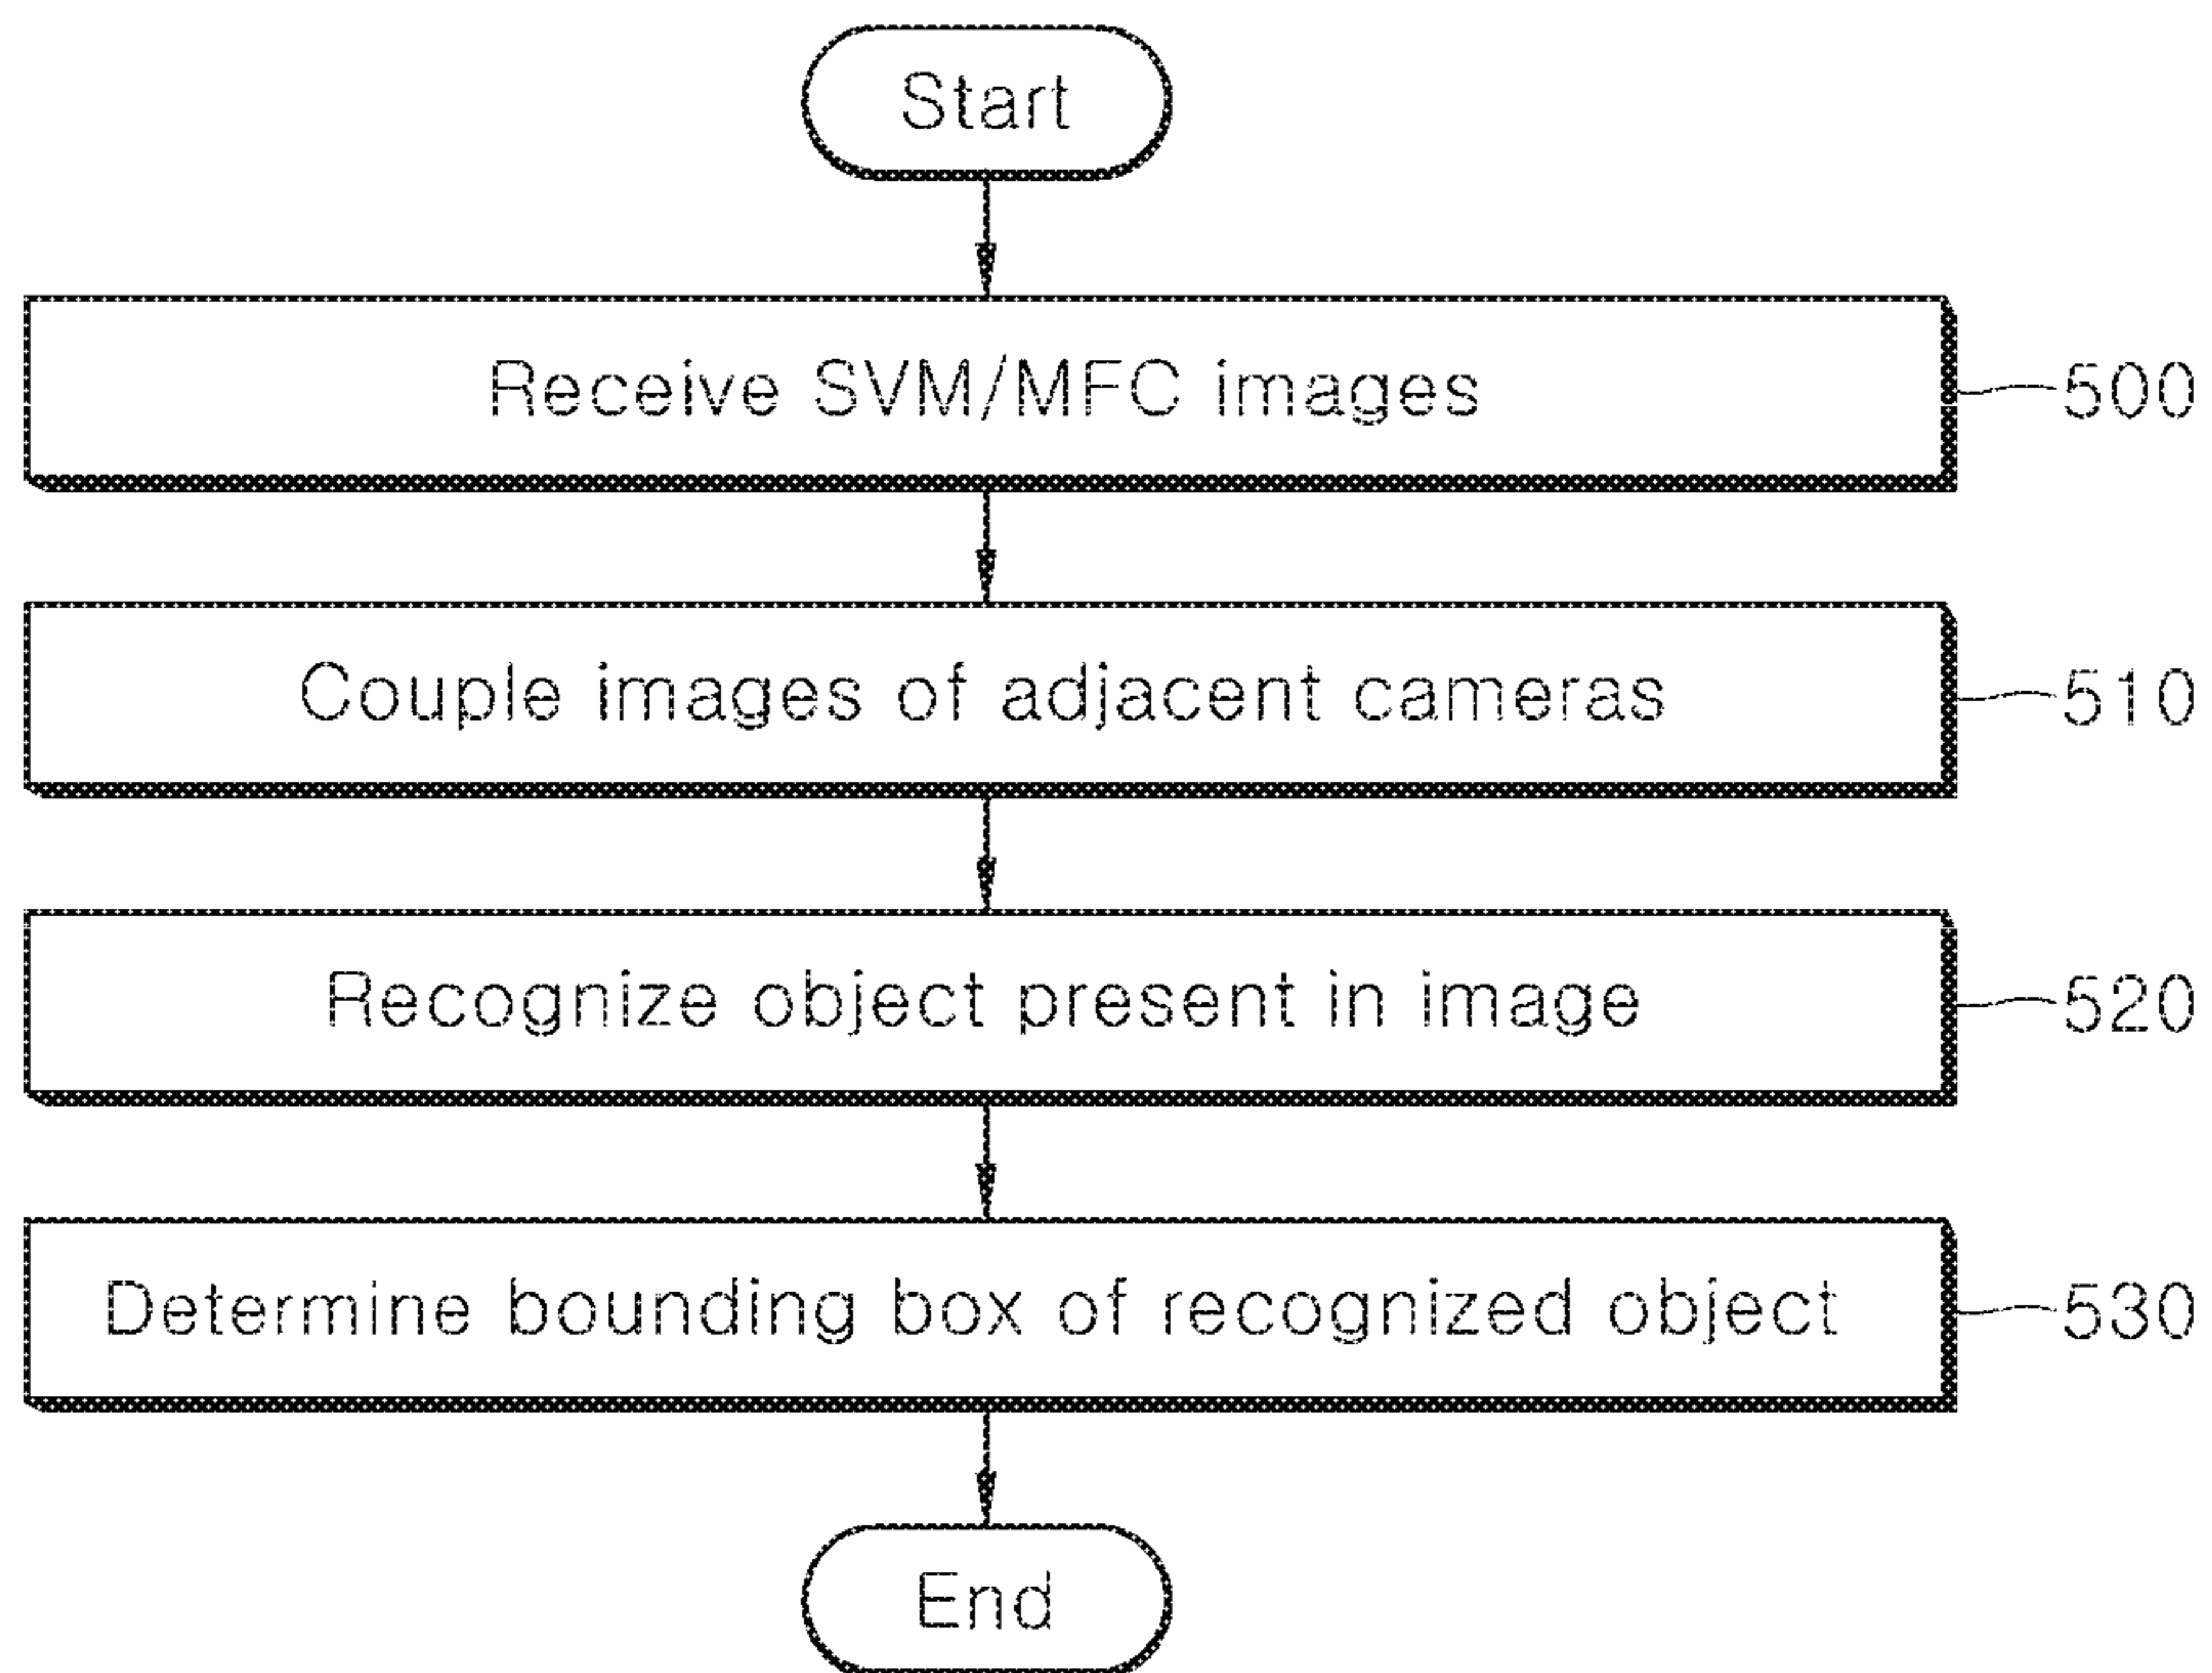 Start
Receive SVM/MFC images
500
Couple images of adjacent cameras
510
Recognize object present in image
520
Determine bounding box of recognized object
530
End